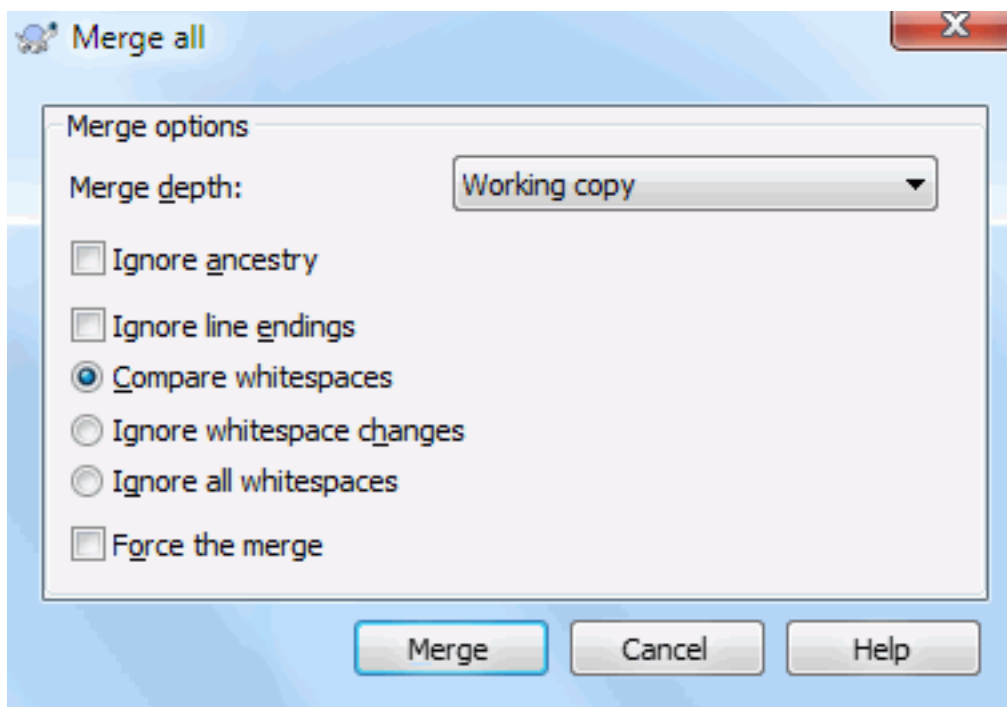 Merge all
Merge options
Merge depth: Working copy
Ignore ancestry
Ignore line endings
Compare whitespaces
Ignore whitespace changes
Ignore all whitespaces
Force the merge
Merge Cancel Help